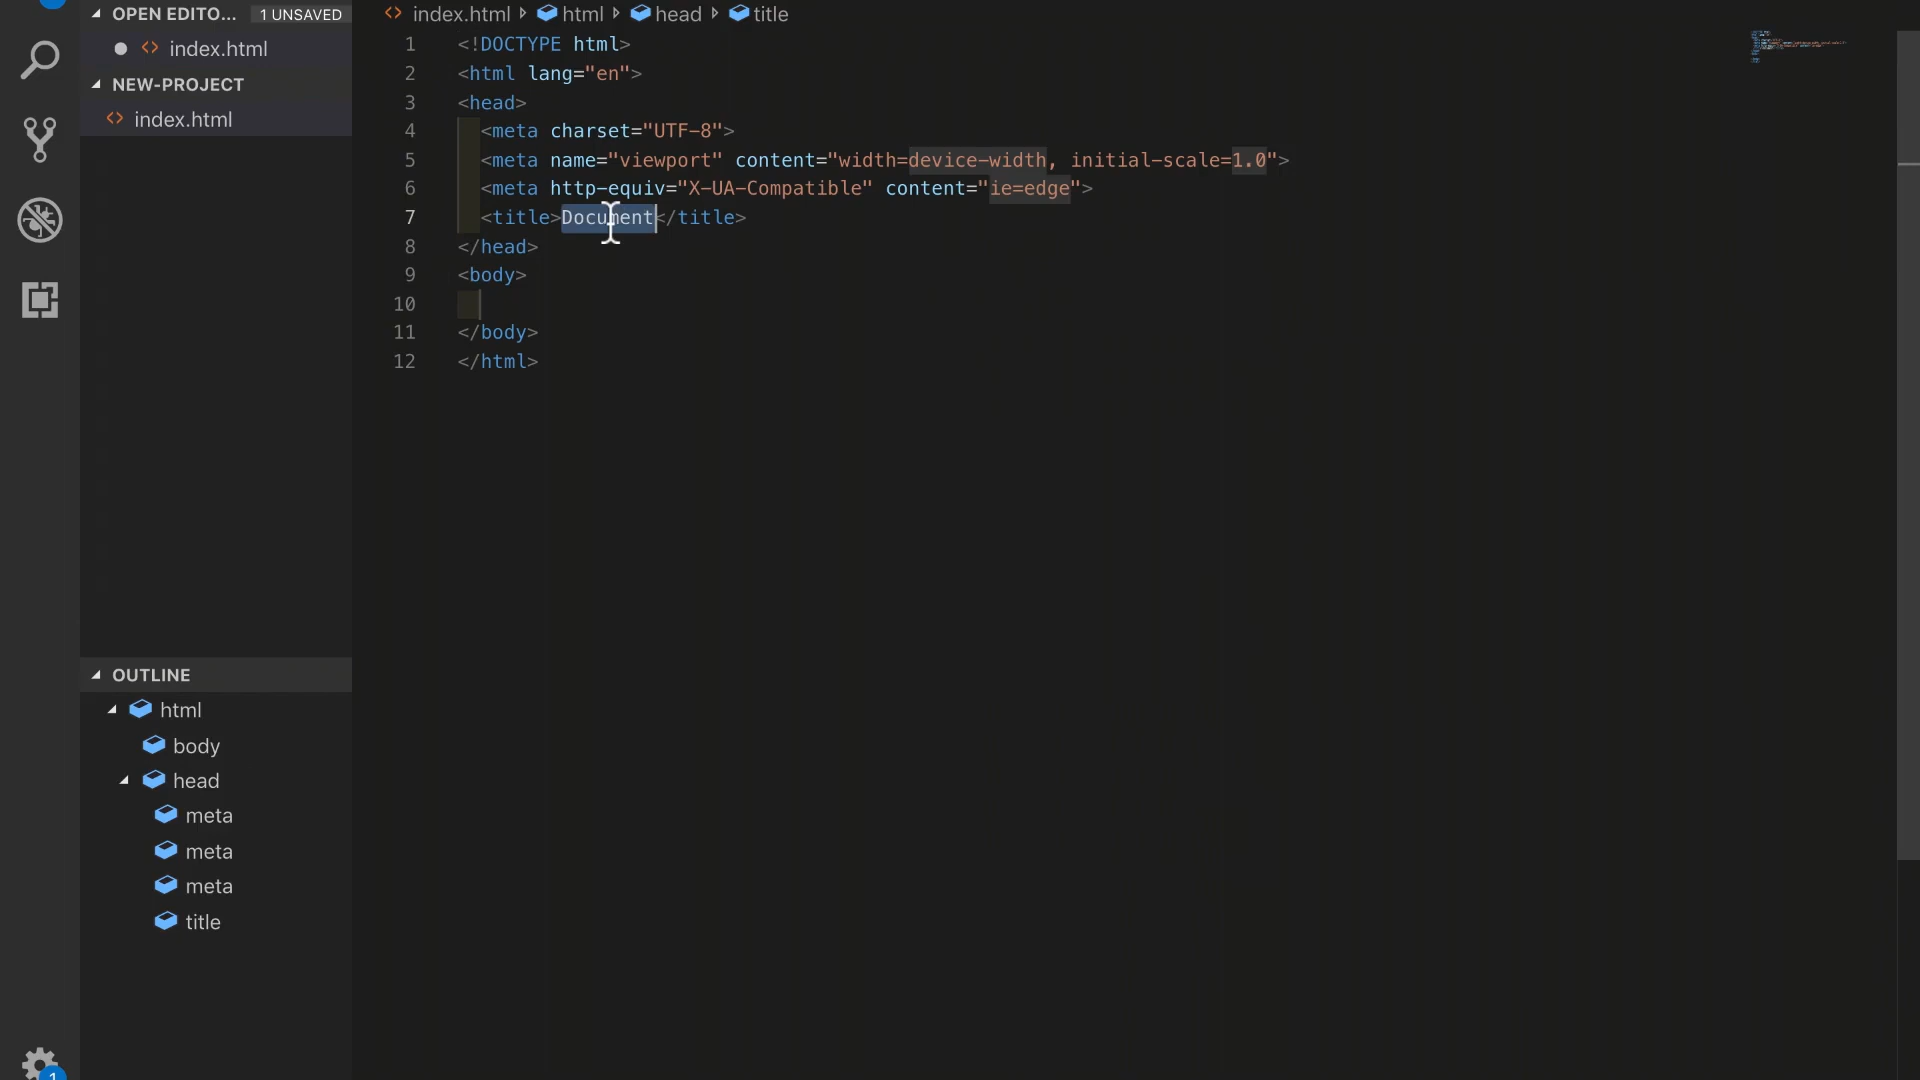 OPEN EDITO... 1 UNSAVED
index.html
NEW-PROJECT
index.html
OUTLINE
html
body
head
meta
meta
meta
title
1
index.html html head title
1 <!DOCTYPE html>
2 <html lang="en">
3 <head>
4 <meta charset="UTF-8">
5 <meta name="viewport" content="width=device-width, initial-scale=1.0">
6 <meta http-equiv="X-UA-Compatible" content="ie=edge">
7 <title>Document</title>
8 </head>
9 <body>
10
11 </body>
12 </html>